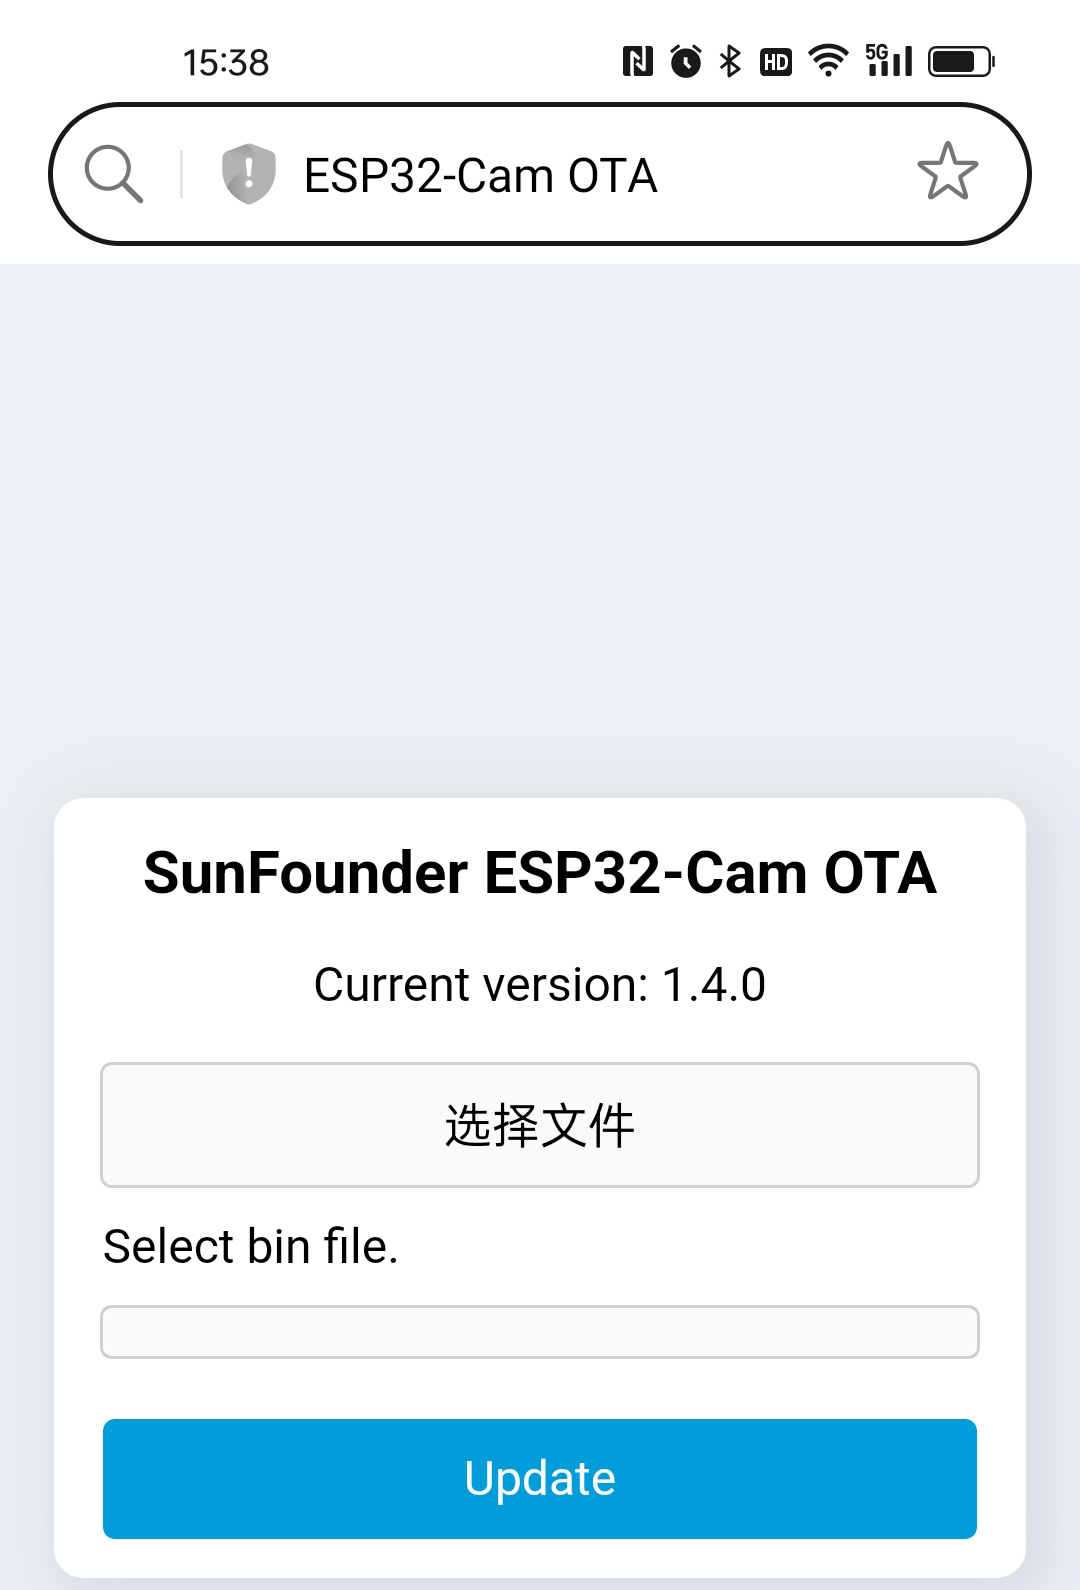 15:38
HD
5G
ESP32-Cam OTA
SunFounder ESP32-Cam OTA
Current version: 1.4.0
选择文件
Select bin file.
Update